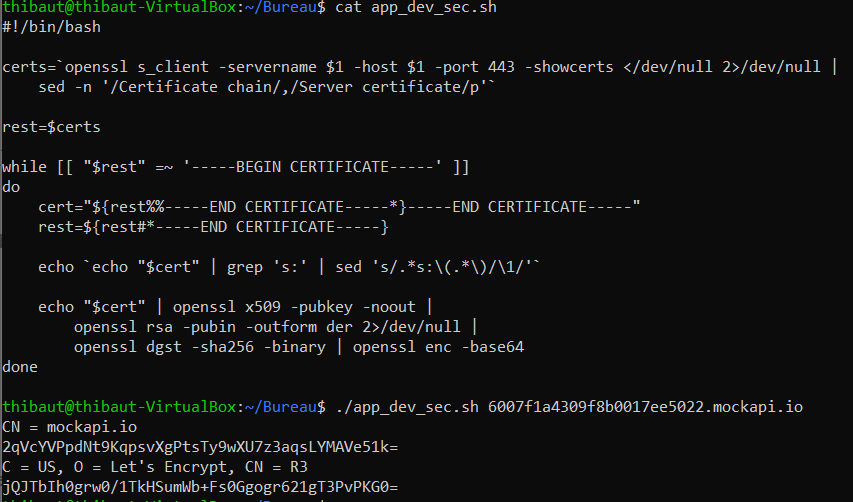 thibaut@thibaut-VirtualBox:~/Bureau$ cat app_dev_sec.sh
#!/bin/bash
certs=`openssl s_client -servername $1 -host $1 -port 443 -showcerts </dev/null 2>/dev/null |
    sed -n '/Certificate chain/,/Server certificate/p'`
rest=$certs
while [[ "$rest" =~ '-----BEGIN CERTIFICATE-----' ]]
do
    cert="${rest%%-----END CERTIFICATE-----*}-----END CERTIFICATE-----"
    rest=${rest#*-----END CERTIFICATE-----}
    echo `echo "$cert" | grep 's:' | sed 's/.*s:\(.*\)/\1/'`
    echo "$cert" | openssl x509 -pubkey -noout |
        openssl rsa -pubin -outform der 2>/dev/null |
        openssl dgst -sha256 -binary | openssl enc -base64
done
thibaut@thibaut-VirtualBox:~/Bureau$ ./app_dev_sec.sh 6007f1a4309f8b0017ee5022.mockapi.io
CN = mockapi.io
2qVcYVPpdNt9KqpsvXgPtsTy9wXU7z3aqsLYMAVe51k=
C = US, O = Let's Encrypt, CN = R3
jQJTbIh0grw0/1TkHSumWb+Fs0Ggogr621gT3PvPKG0=